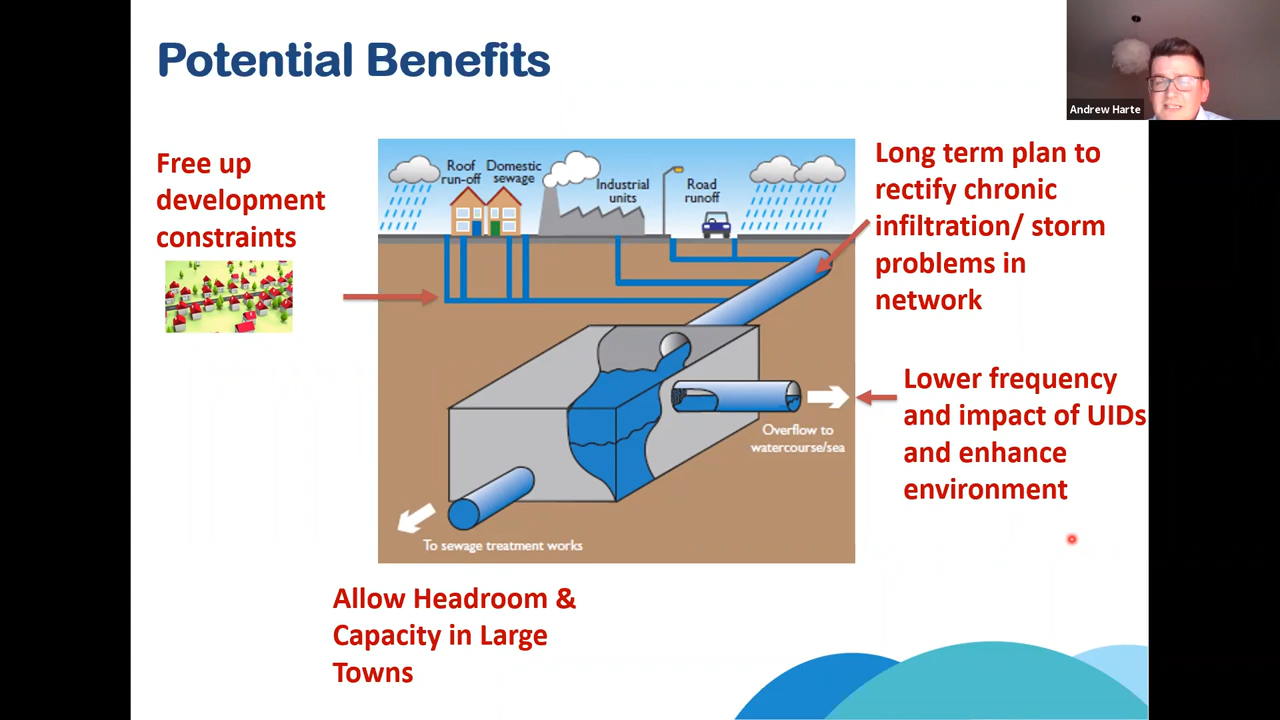 Potential Benefits
Andrew Harte
Free up
development
constraints
Roof
run-off
Domestic
sewage
Industrial
units
Road
runoff
Long term plan to
rectify chronic
infiltration/ storm
problems in
network
Lower frequency
and impact of UIDs
and enhance
environment
Overflow to
watercourse/sea
To sewage treatment works
Allow Headroom &
Capacity in Large
Towns